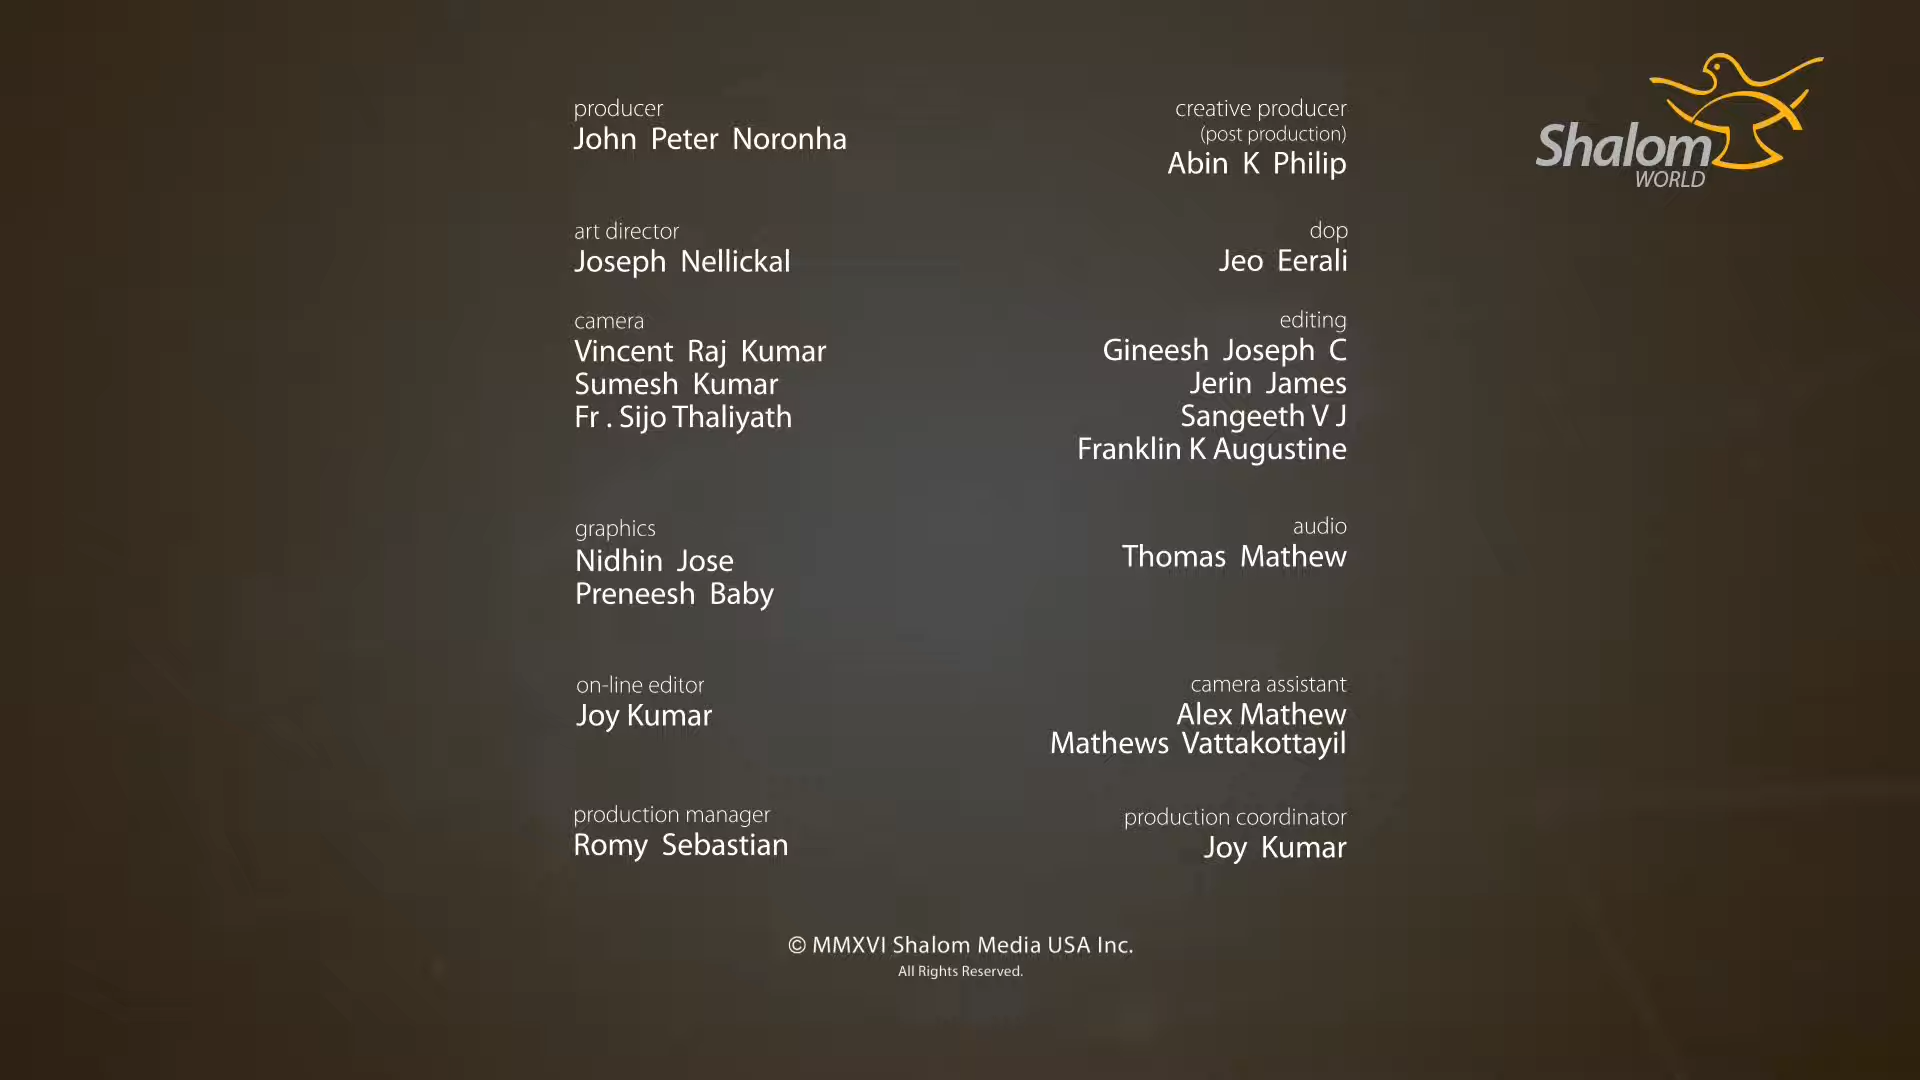 producer
John Peter Noronha
creative producer
(post production)
Abin K Philip
Shalom
WORLD
art director
Joseph Nellickal
dop
Jeo Eerali
camera
Vincent Raj Kumar
Sumesh Kumar
Fr . Sijo Thaliyath
editing
Gineesh Joseph C
Jerin James
Sangeeth V J
Franklin K Augustine
graphics
Nidhin Jose
Preneesh Baby
audio
Thomas Mathew
on-line editor
Joy Kumar
camera assistant
Alex Mathew
Mathews Vattakottayil
production manager
Romy Sebastian
production coordinator
Joy Kumar
© MMXVI Shalom Media USA Inc.
All Rights Reserved.